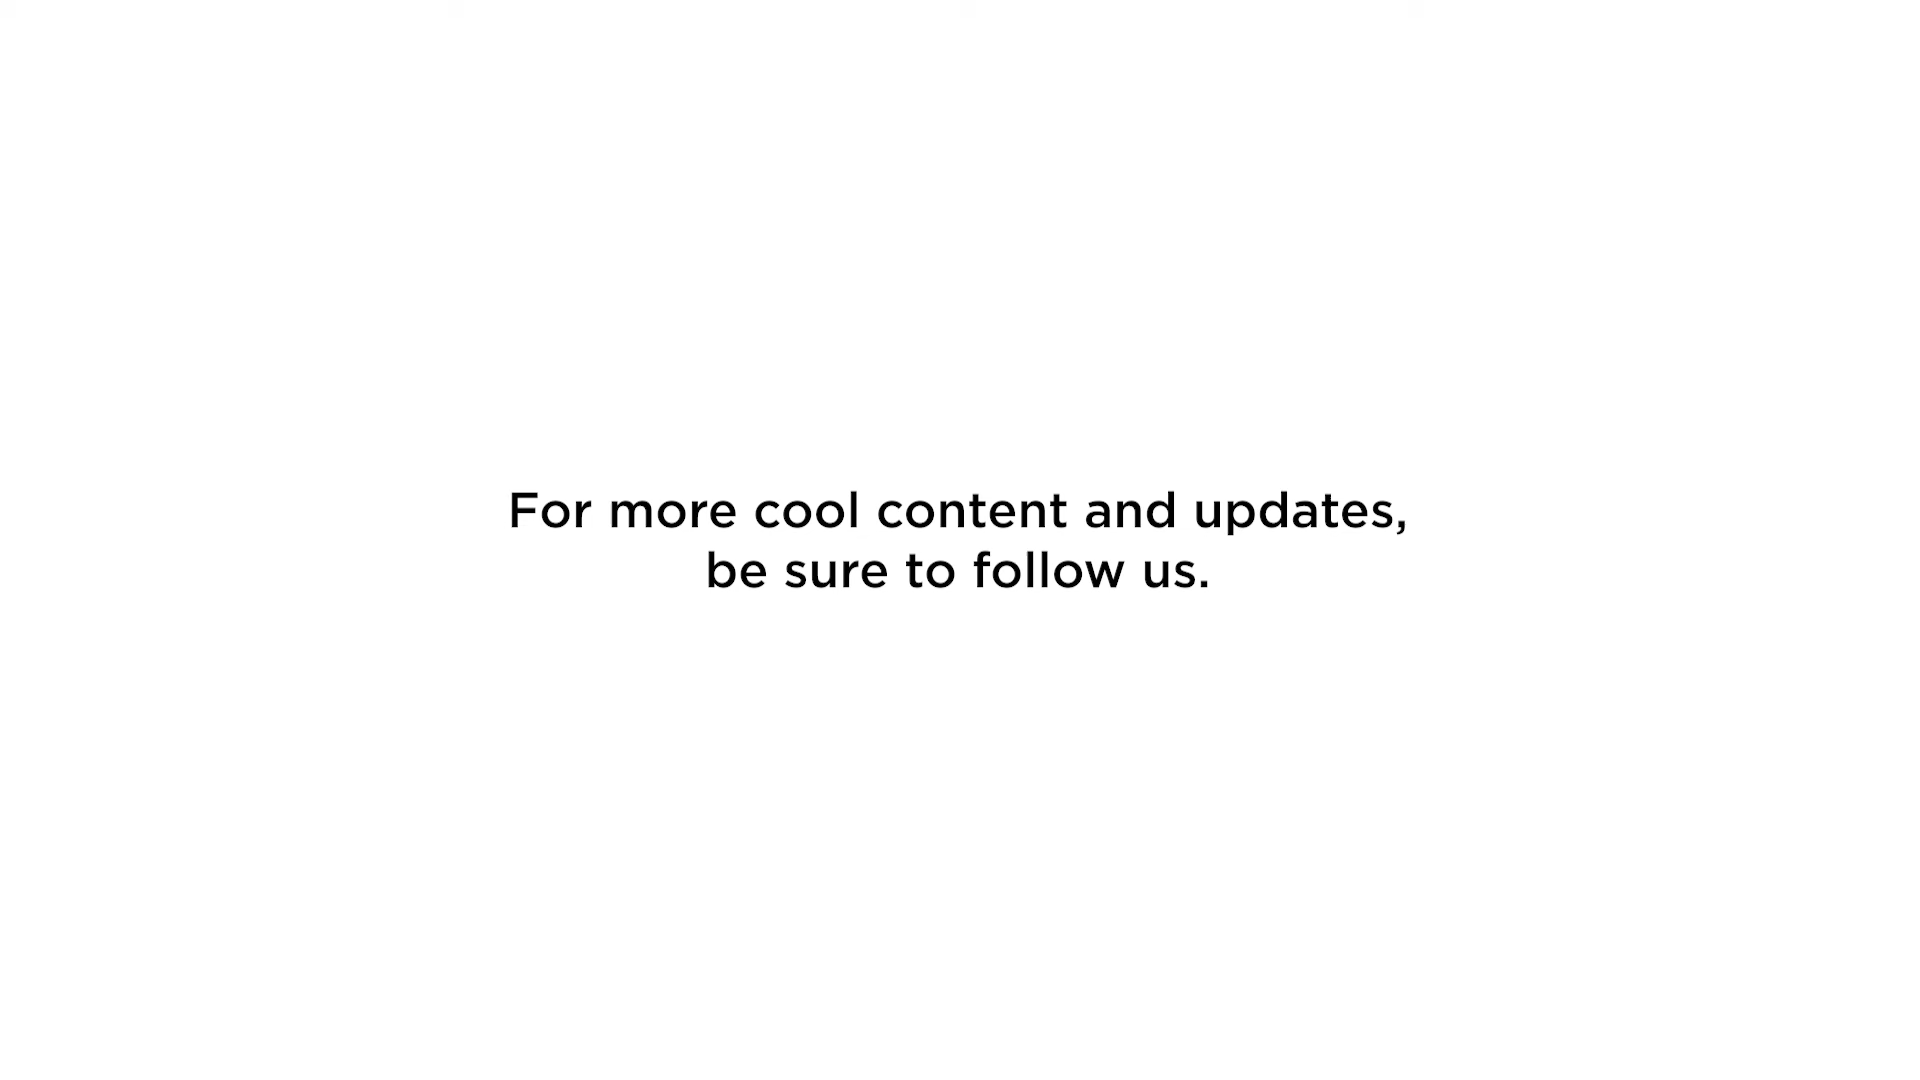 For more cool content and updates,
be sure to follow us.